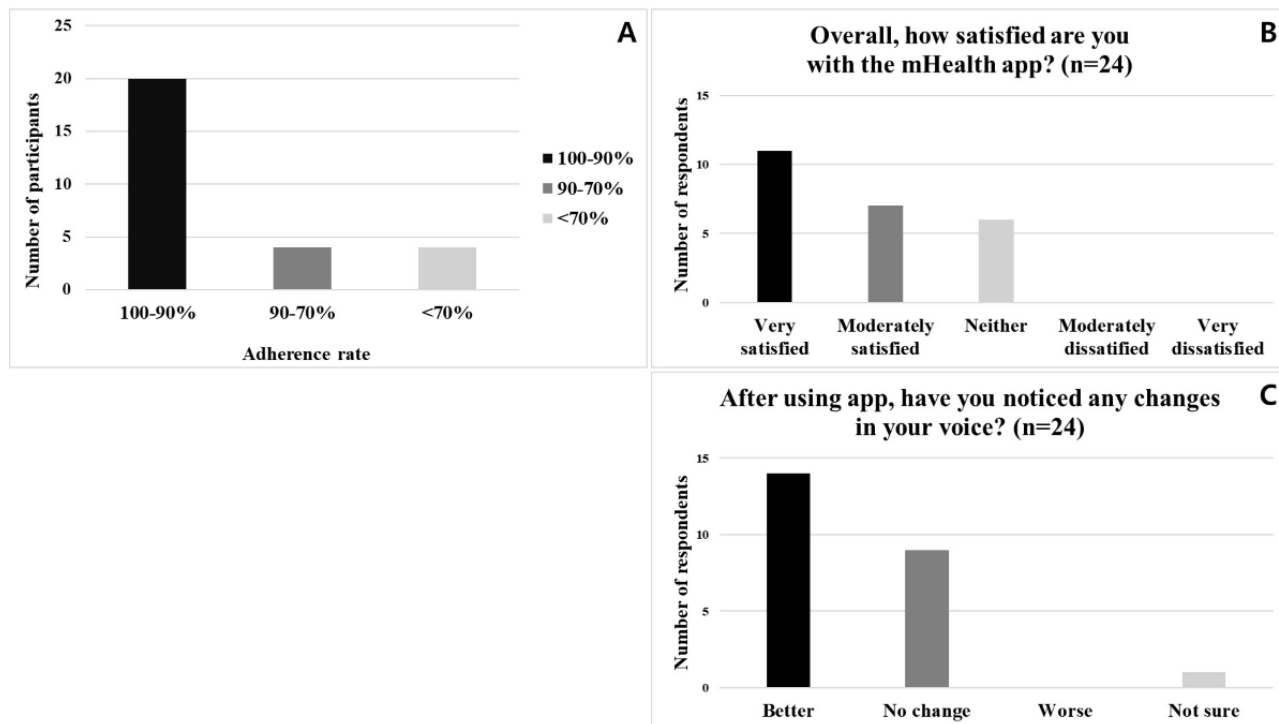 A
25
20
15
10
5
0
Number of participants
100-90%
90-70%
<70%
100-90% 90-70% <70%
Adherence rate
B
Overall, how satisfied are you
with the mHealth app? (n=24)
15
10
5
0
Number of respondents
Very
satisfied
Moderately
satisfied
Neither
Moderately
dissatified
Very
dissatisfied
C
After using app, have you noticed any changes
in your voice? (n=24)
15
10
5
0
Number of respondents
Better No change Worse Not sure